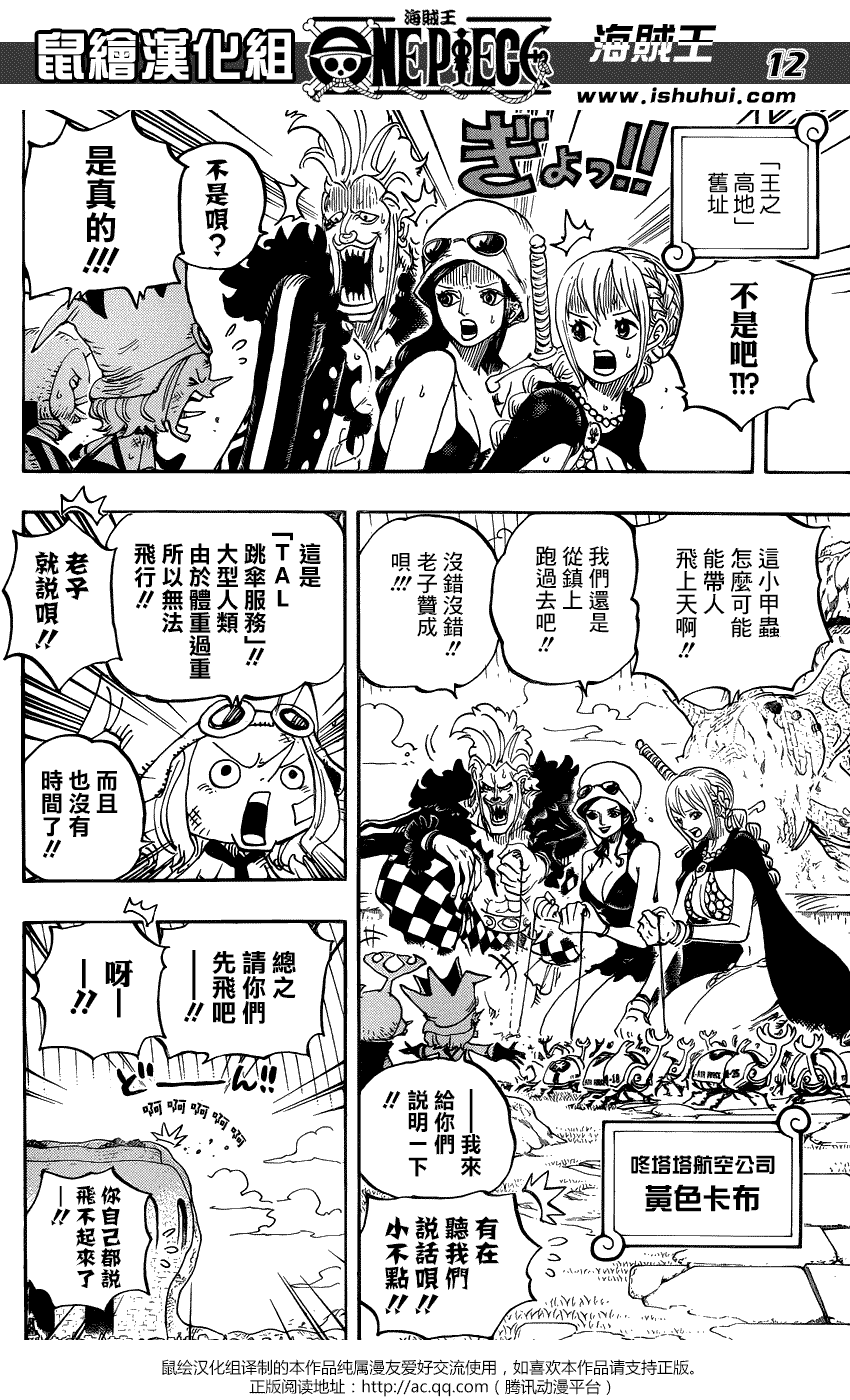 鼠繪漢化組
海賊王
ONE PIECE
海賊王
12
www.ishuhui.com
「王之
高地」
舊址
不是吧!!?
ぎょっ!!
不是唄?
是真的!!!
這小甲蟲
怎麼可能
能帶人
飛上天啊!!
我們還是
從鎮上
跑過去吧!!
沒錯沒錯!!
老子贊成
唄!!!
咚塔塔航空公司
黃色卡布
——我來
給你們
說明一下
!!
有在
聽我們
說話唄!!
小不點!!
這是
「TAL
跳傘服務」!!
大型人類
由於體重過重
所以無法
飛行!!
老子
就説唄!!
而且
也沒有
時間了!!
總之
請你們
先飛吧
——!!
呀—
—!!
ど——ん!!
啊啊啊啊啊
你自己都說
飛不起來了
—!!
鼠绘汉化组译制的本作品纯属漫友爱好交流使用，如喜欢本作品请支持正版。
正版阅读地址：http://ac.qq.com（腾讯动漫平台）